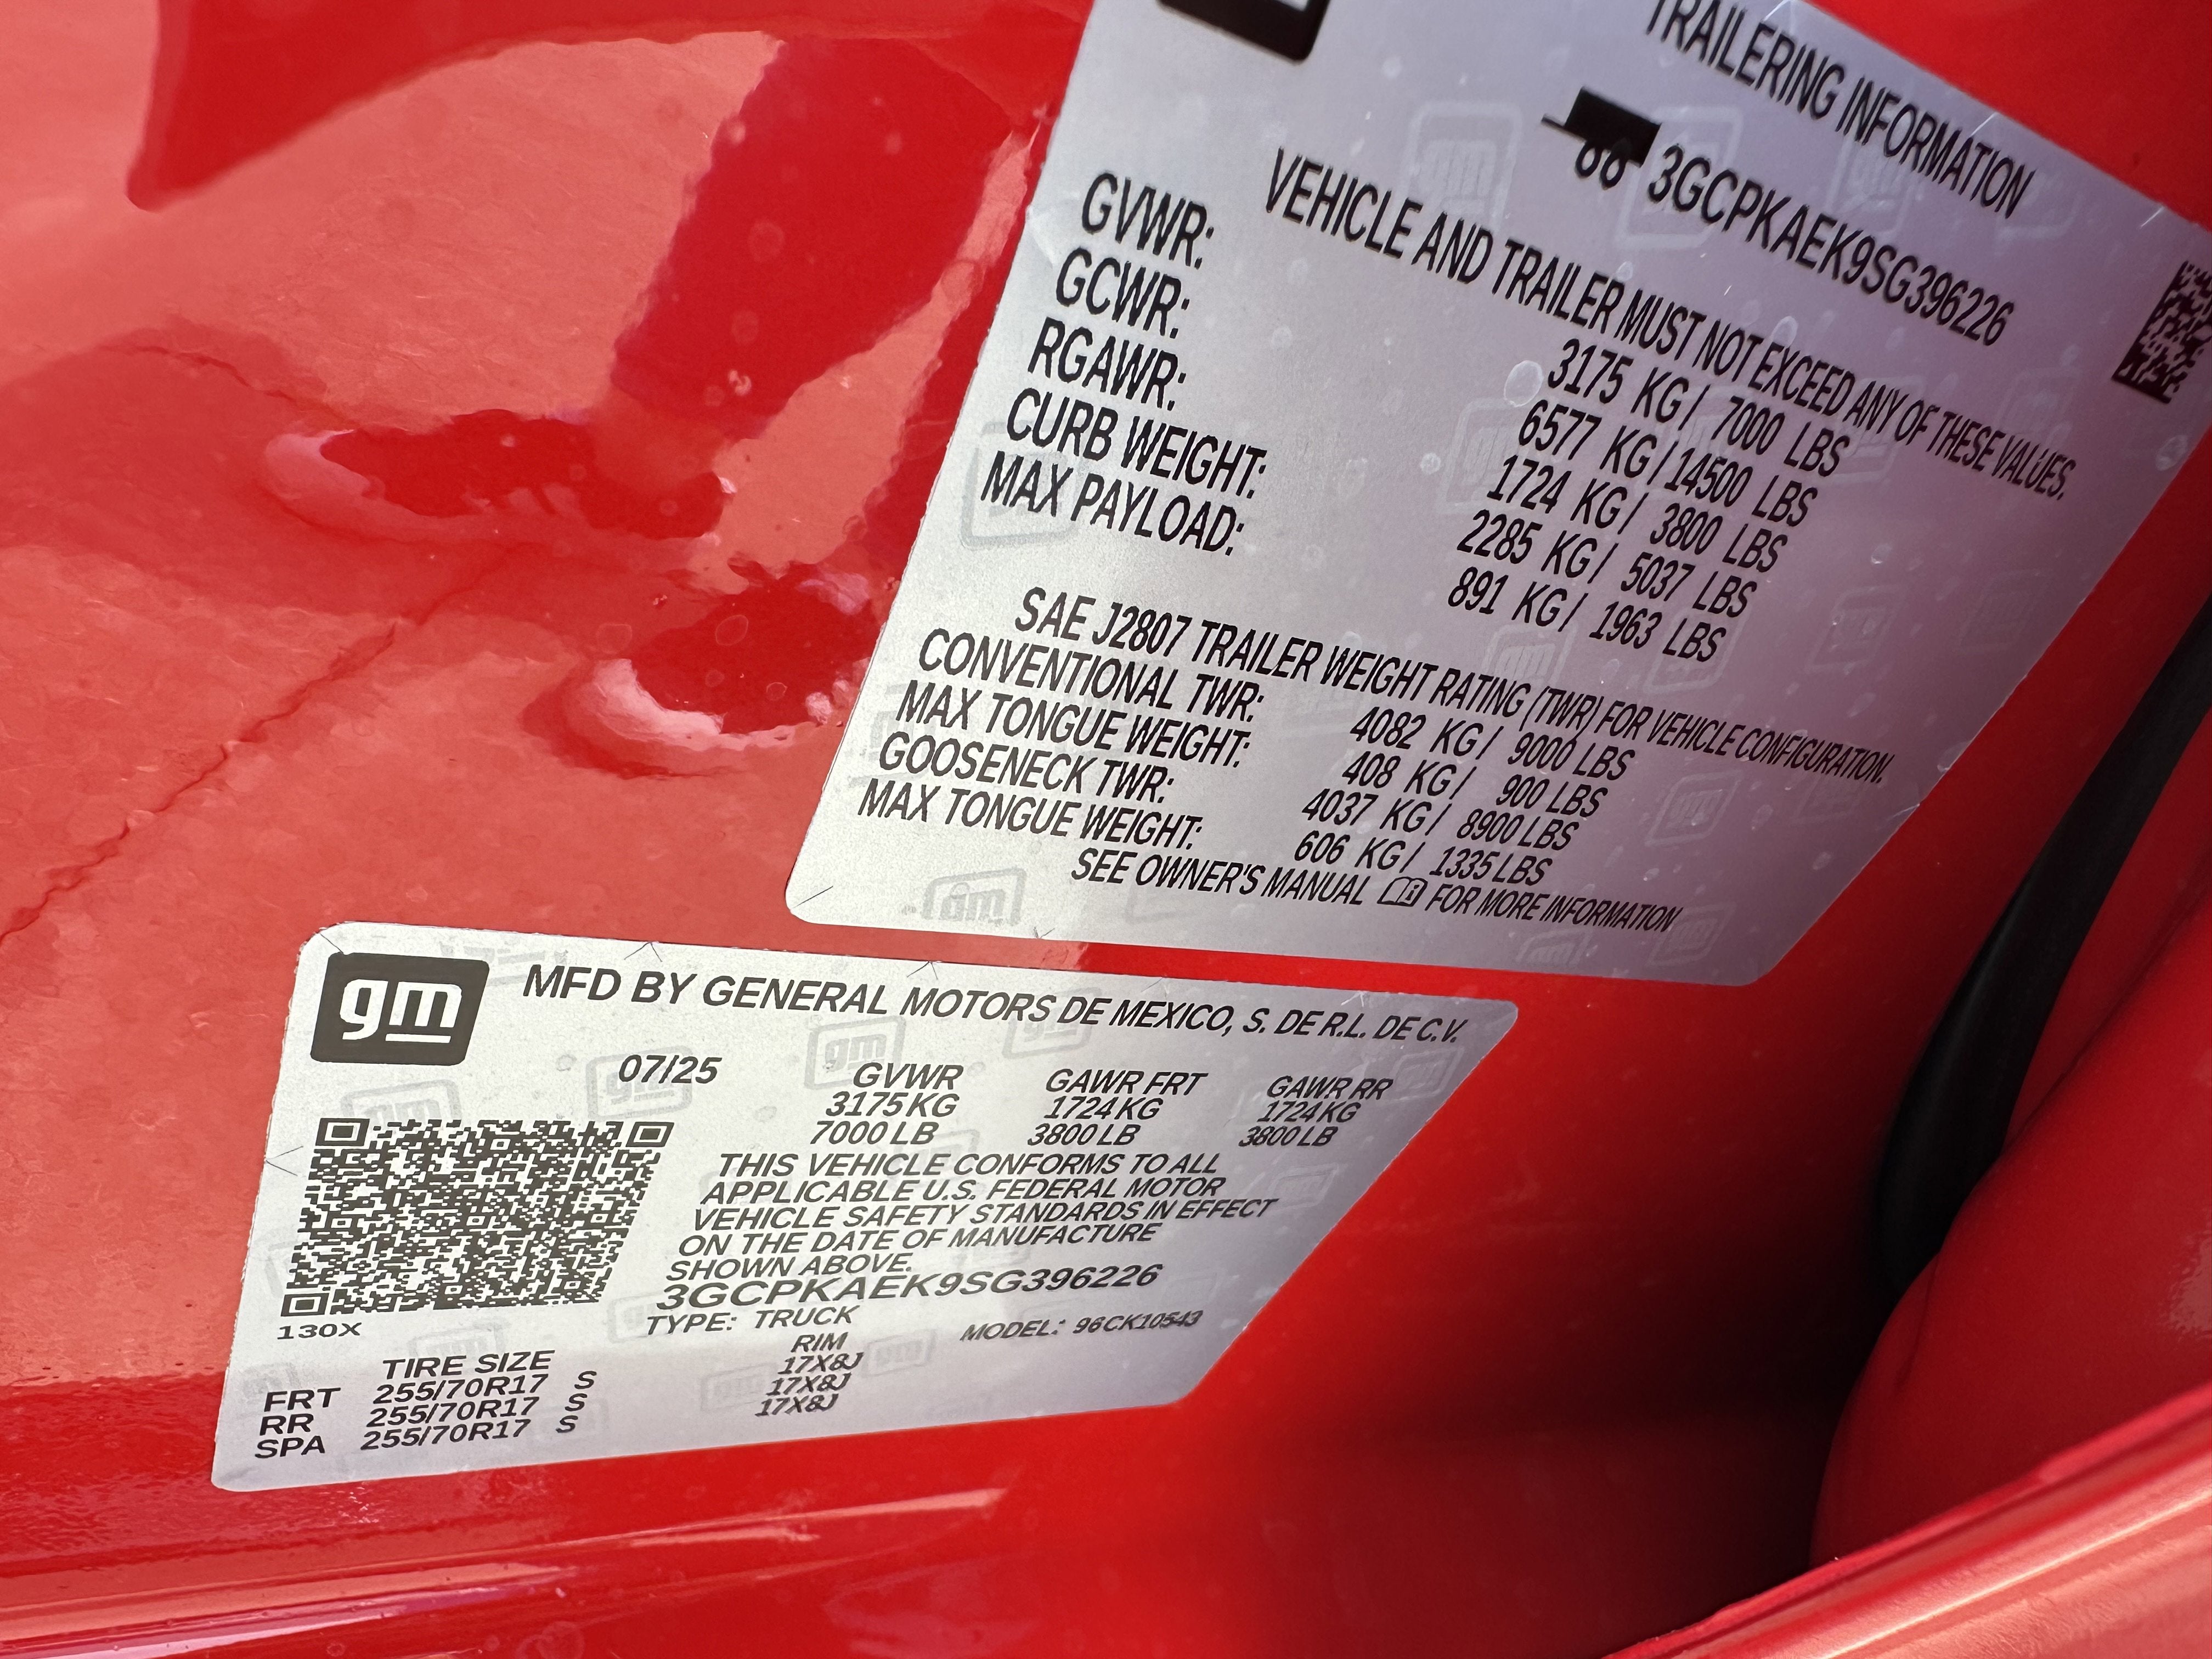 TRAILERING INFORMATION
3GCPKAEK9SG396226
VEHICLE AND TRAILER MUST NOT EXCEED ANY OF THESE VALUES.
GVWR: 3175 KG/ 7000 LBS
GCWR: 6577 KG/14500 LBS
RGAWR: 1724 KG/ 3800 LBS
CURB WEIGHT: 2285 KG/ 5037 LBS
MAX PAYLOAD: 891 KG/ 1963 LBS
SAE J2807 TRAILER WEIGHT RATING (TWR) FOR VEHICLE CONFIGURATION.
CONVENTIONAL TWR: 4082 KG/ 9000 LBS
MAX TONGUE WEIGHT: 408 KG/ 900 LBS
GOOSENECK TWR: 4037 KG/ 8900 LBS
MAX TONGUE WEIGHT: 606 KG/ 1335 LBS
SEE OWNER'S MANUAL FOR MORE INFORMATION
gm MFD BY GENERAL MOTORS DE MEXICO, S. DE R.L. DE C.V.
07/25 GVWR GAWR FRT GAWR RR
3175 KG 1724 KG 1724 KG
7000 LB 3800 LB 3800 LB
THIS VEHICLE CONFORMS TO ALL
APPLICABLE U.S. FEDERAL MOTOR
VEHICLE SAFETY STANDARDS IN EFFECT
ON THE DATE OF MANUFACTURE
SHOWN ABOVE.
3GCPKAEK9SG396226
130X TYPE: TRUCK MODEL: 96CK10543
TIRE SIZE RIM
FRT 255/70R17 S 17X8J
RR 255/70R17 S 17X8J
SPA 255/70R17 S 17X8J